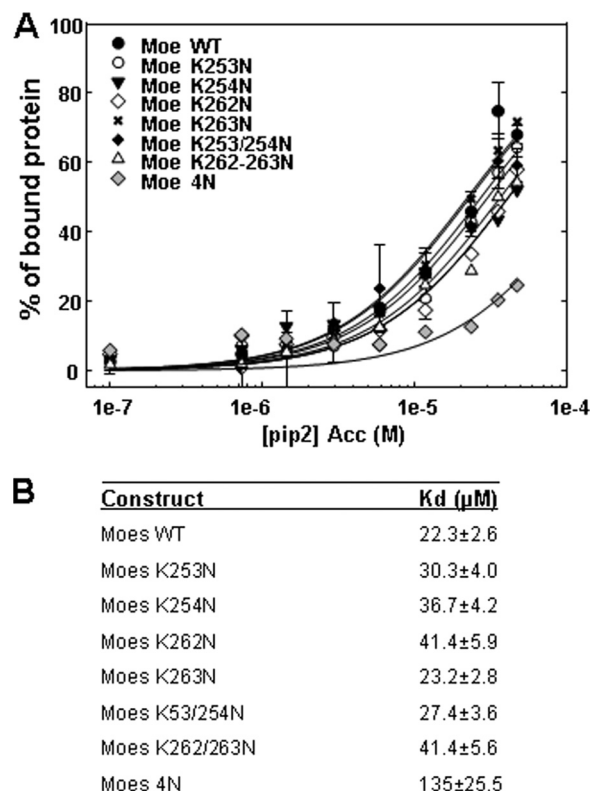 A
100
80
60
40
20
0
% of bound protein
Moe WT
Moe K253N
Moe K254N
Moe K262N
Moe K263N
Moe K253/254N
Moe K262-263N
Moe 4N
1e-7
1e-6
1e-5
1e-4
[pip2] Acc (M)
B
Construct Kd (µM)
Moes WT 22.3±2.6
Moes K253N 30.3±4.0
Moes K254N 36.7±4.2
Moes K262N 41.4±5.9
Moes K263N 23.2±2.8
Moes K53/254N 27.4±3.6
Moes K262/263N 41.4±5.6
Moes 4N 135±25.5